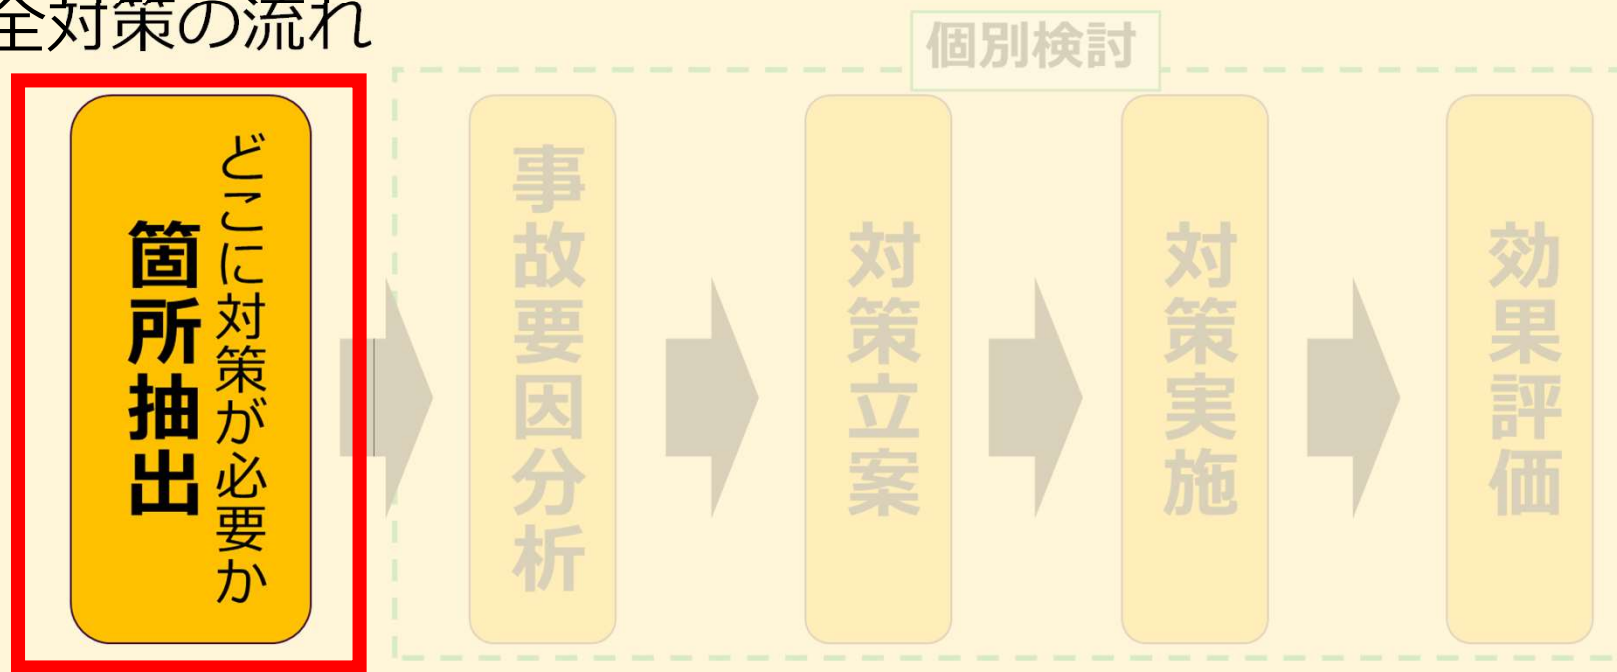 全対策の流れ
個別検討
どこに対策が必要か
箇所抽出
事故要因分析
対策立案
対策実施
効果評価